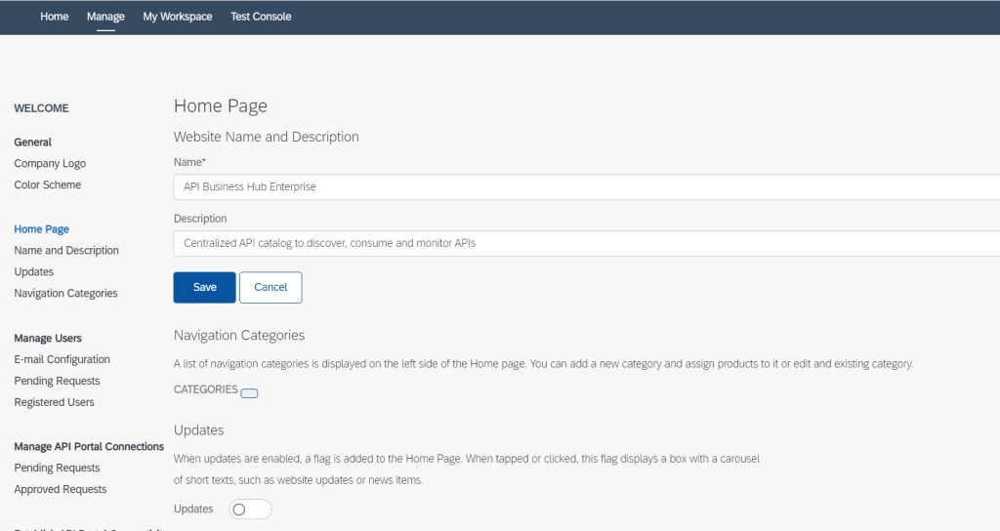 Home Manage My Workspace Test Console
WELCOME
General
Company Logo
Color Scheme
Home Page
Name and Description
Updates
Navigation Categories
Manage Users
E-mail Configuration
Pending Requests
Registered Users
Manage API Portal Connections
Pending Requests
Approved Requests
Home Page
Website Name and Description
Name*
API Business Hub Enterprise
Description
Centralized API catalog to discover, consume and monitor APIs
Save Cancel
Navigation Categories
A list of navigation categories is displayed on the left side of the Home page. You can add a new category and assign products to it or edit and existing category.
CATEGORIES
Updates
When updates are enabled, a flag is added to the Home Page. When tapped or clicked, this flag displays a box with a carousel
of short texts, such as website updates or news items.
Updates